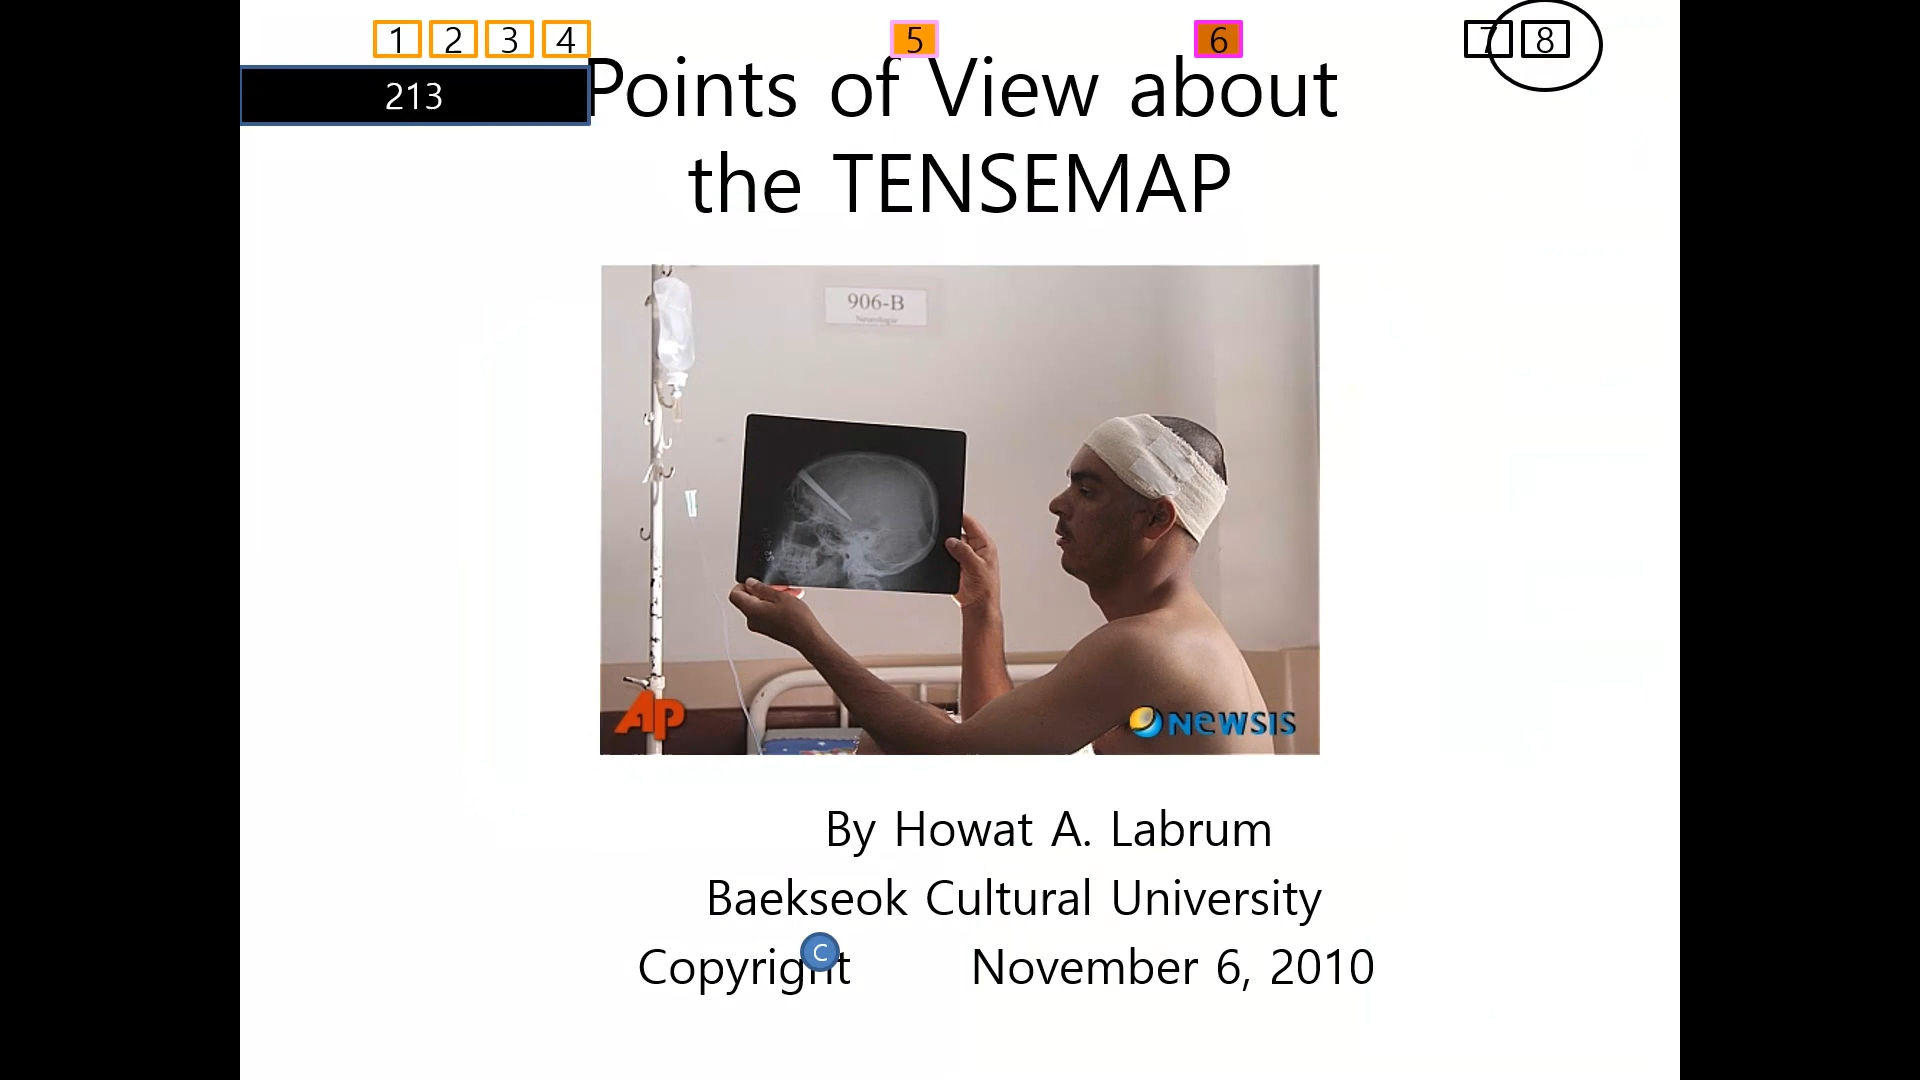 1 2 3 4 5 6 7 8
213
Points of View about
the TENSEMAP
906-B
AP
NEWSIS
By Howat A. Labrum
Baekseok Cultural University
C
Copyright November 6, 2010